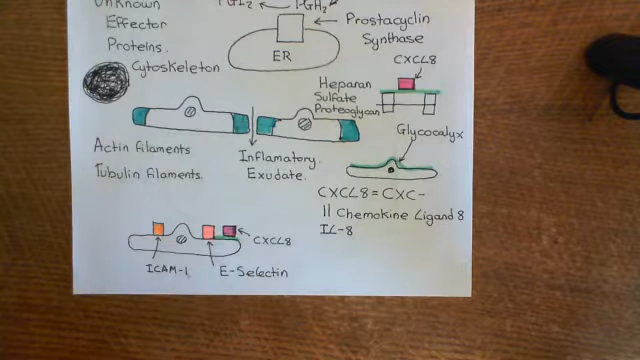 Unknown
Effector
Proteins.
PGI2
PGH2
Prostacyclin
Synthase
ER
Cytoskeleton
CXCL8
Heparan
Sulfate
Proteoglycan
Glycocalyx
Actin filaments
Tubulin filaments.
Inflamatory
Exudate.
CXCL8 = CXC-
|| Chemokine Ligand 8
IL-8
CXCL8
ICAM-1
E-Selectin